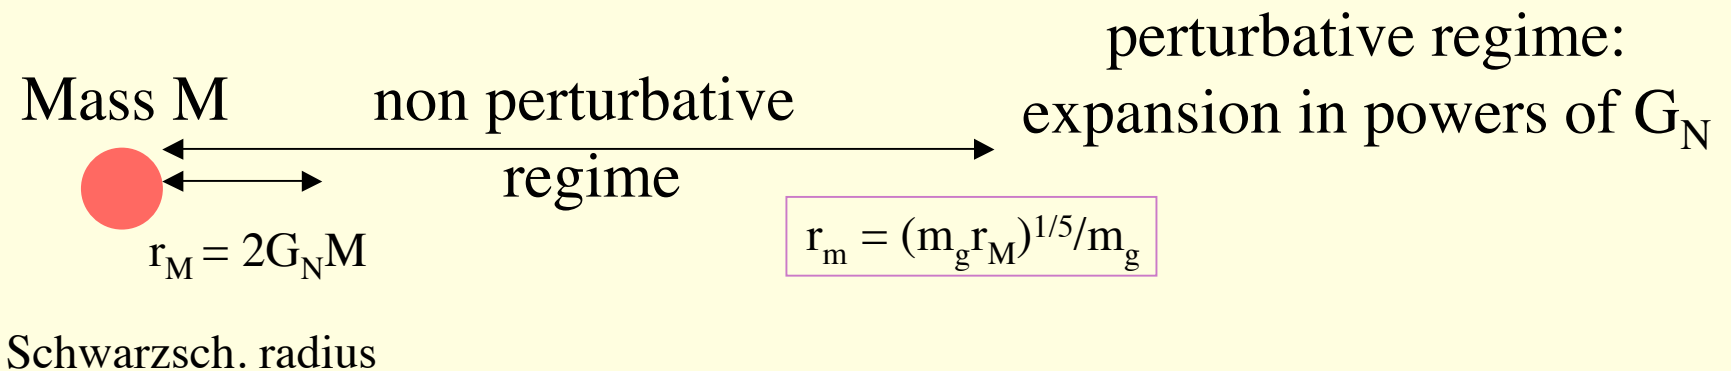 perturbative regime:
Mass M
non perturbative
expansion in powers of G_N
regime
r_m = (m_g r_M)^{1/5}/m_g
r_M = 2G_N M
Schwarzsch. radius